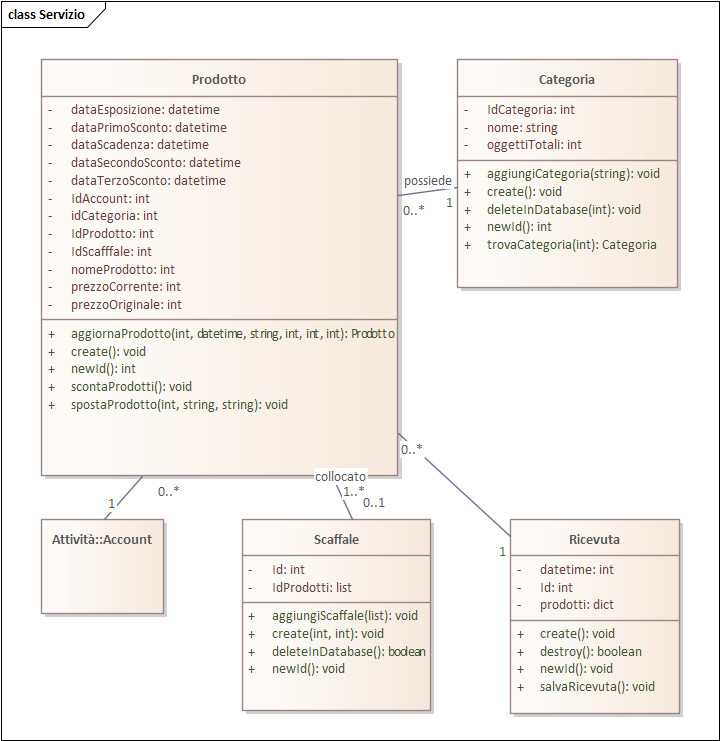 class Servizio
Prodotto
- dataEsposizione: datetime
- dataPrimoSconto: datetime
- dataScadenza: datetime
- dataSecondoSconto: datetime
- dataTerzoSconto: datetime
- IdAccount: int
- idCategoria: int
- IdProdotto: int
- IdScafffale: int
- nomeProdotto: int
- prezzoCorrente: int
- prezzoOriginale: int
+ aggiornaProdotto(int, datetime, string, int, int, int): Prodotto
+ create(): void
+ newId(): int
+ scontaProdotti(): void
+ spostaProdotto(int, string, string): void
Categoria
- IdCategoria: int
- nome: string
- oggettiTotali: int
+ aggiungiCategoria(string): void
+ create(): void
+ deleteInDatabase(int): void
+ newId(): int
+ trovaCategoria(int): Categoria
possiede
0..*
1
0..*
1
collocato
1..*
0..1
0..*
1
Attività::Account
Scaffale
- Id: int
- IdProdotti: list
+ aggiungiScaffale(list): void
+ create(int, int): void
+ deleteInDatabase(): boolean
+ newId(): void
Ricevuta
- datetime: int
- Id: int
- prodotti: dict
+ create(): void
+ destroy(): boolean
+ newId(): void
+ salvaRicevuta(): void